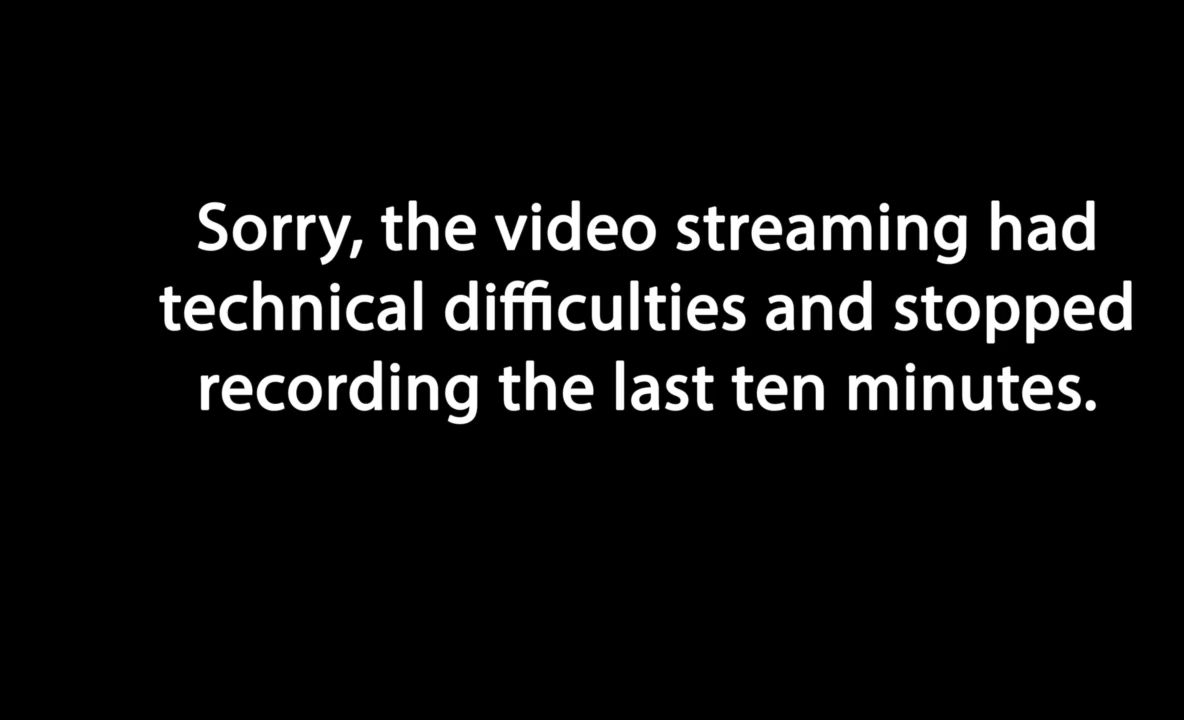 Sorry, the video streaming had
technical difficulties and stopped
recording the last ten minutes.